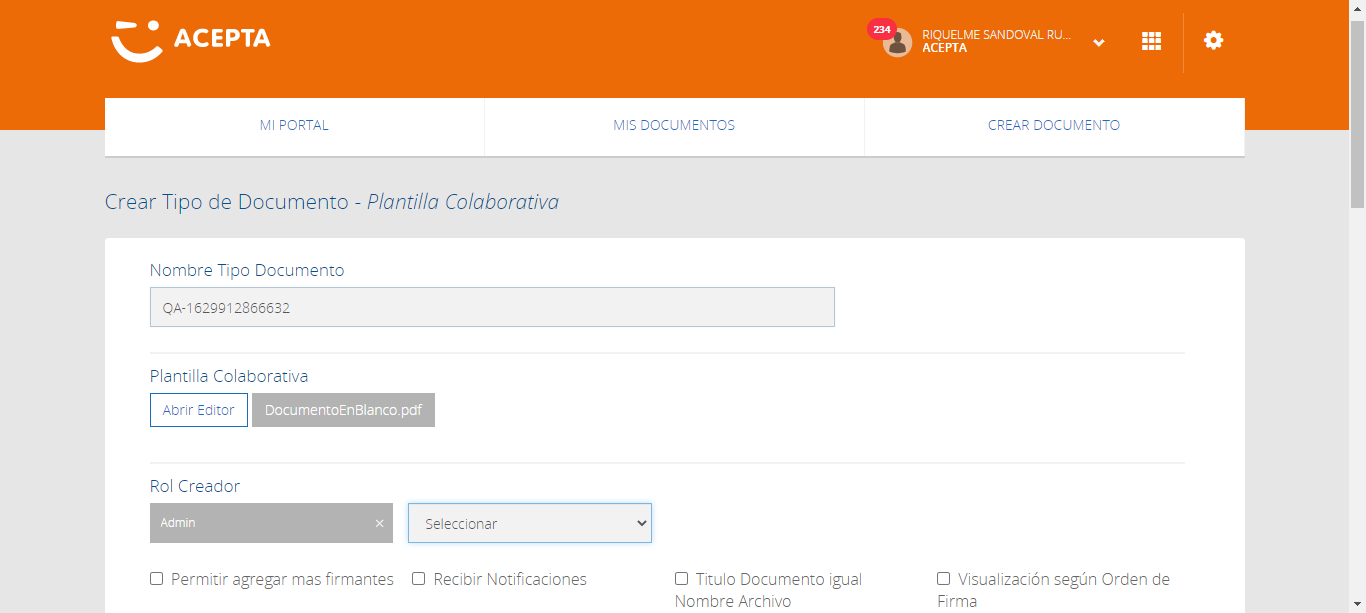 ACEPTA
234
RIQUELME SANDOVAL RU...
ACEPTA
MI PORTAL
MIS DOCUMENTOS
CREAR DOCUMENTO
Crear Tipo de Documento - Plantilla Colaborativa
Nombre Tipo Documento
QA-1629912866632
Plantilla Colaborativa
Abrir Editor
DocumentoEnBlanco.pdf
Rol Creador
Admin ×
Seleccionar
Permitir agregar mas firmantes
Recibir Notificaciones
Titulo Documento igual
Nombre Archivo
Visualización según Orden de
Firma